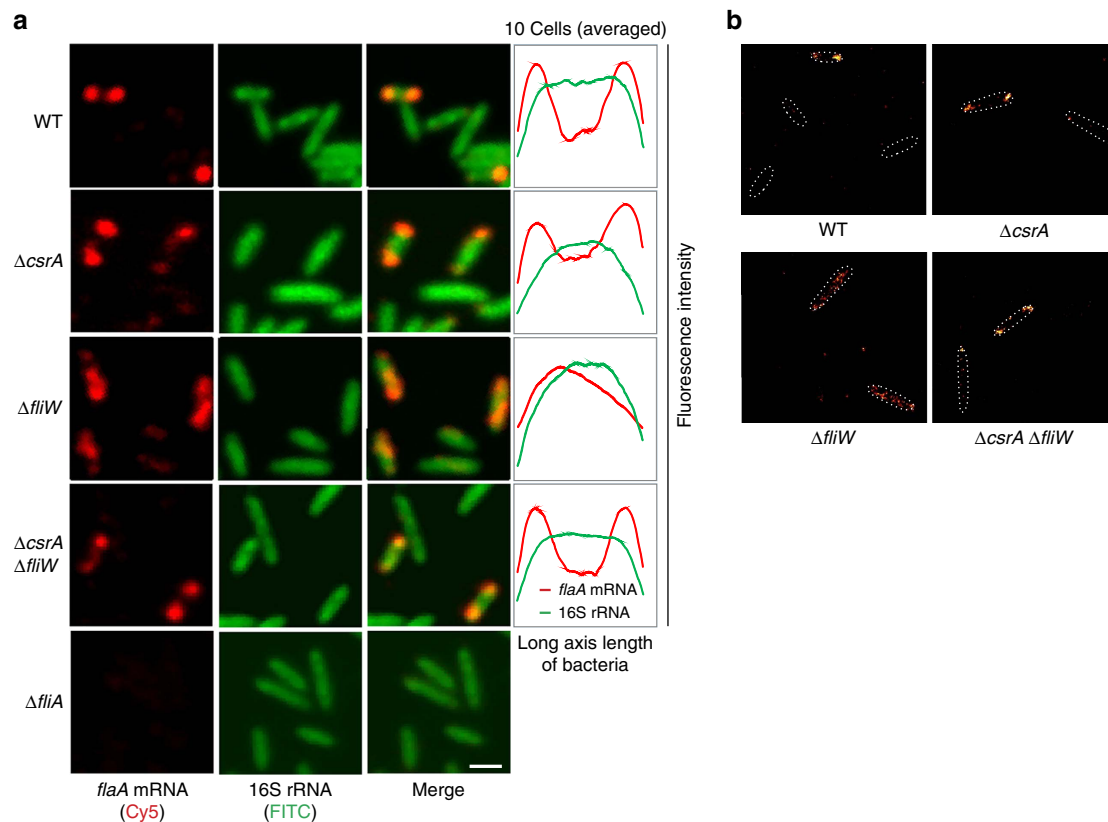 a
b
10 Cells (averaged)
WT
ΔcsrA
ΔfliW
ΔcsrA
ΔfliW
ΔfliA
Fluorescence intensity
flaA mRNA
16S rRNA
Long axis length
of bacteria
flaA mRNA
(Cy5)
16S rRNA
(FITC)
Merge
WT
ΔcsrA
ΔfliW
ΔcsrA ΔfliW